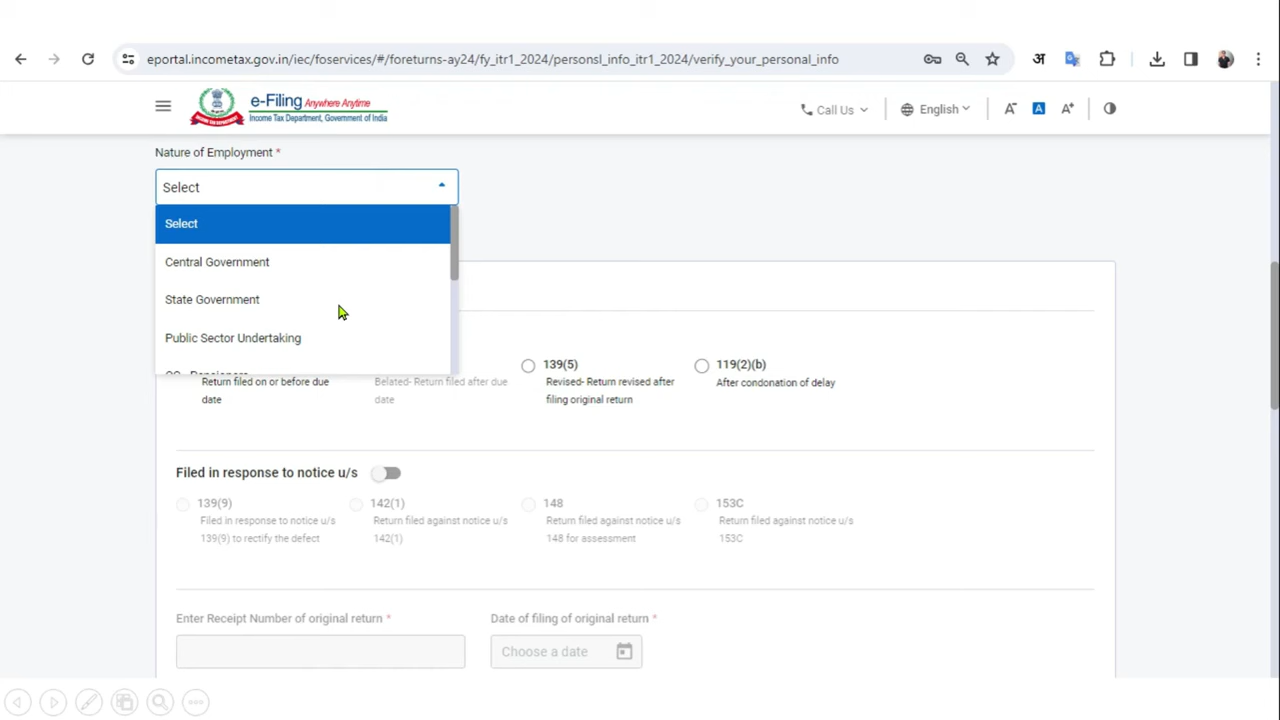 eportal.incometax.gov.in/iec/foservices/#/foreturns-ay24/fy_itr1_2024/personsl_info_itr1_2024/verify_your_personal_info
अ
e-Filing Anywhere Anytime
Income Tax Department, Government of India
Call Us
English
A-
A
A+
Nature of Employment *
Select
Select
Central Government
State Government
Public Sector Undertaking
Return filed on or before due
date
Belated- Return filed after due
date
139(5)
Revised- Return revised after
filing original return
119(2)(b)
After condonation of delay
Filed in response to notice u/s
139(9)
Filed in response to notice u/s
139(9) to rectify the defect
142(1)
Return filed against notice u/s
142(1)
148
Return filed against notice u/s
148 for assessment
153C
Return filed against notice u/s
153C
Enter Receipt Number of original return *
Date of filing of original return *
Choose a date